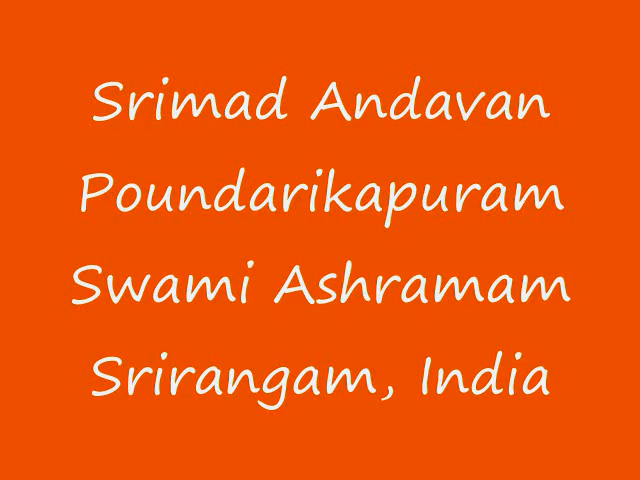 Srimad Andavan
Poundarikapuram
Swami Ashramam
Srirangam, India